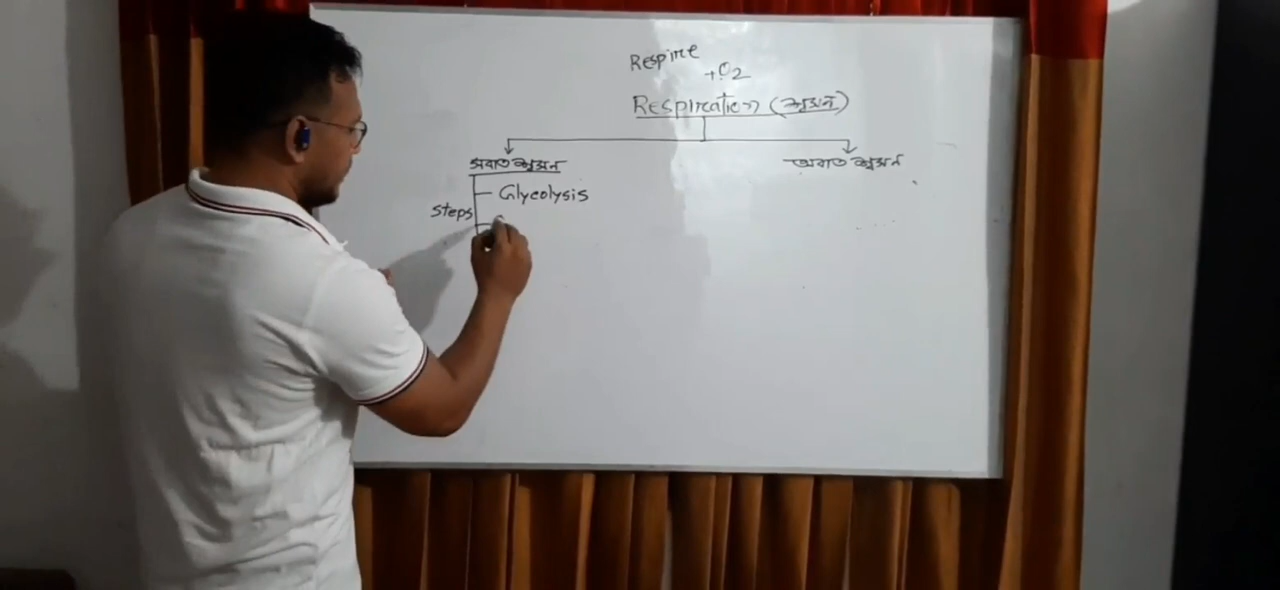 Respire
+O2
Respiration (শ্বসন)
সবাত শ্বসন
অবাত শ্বসন
Glycolysis
Steps